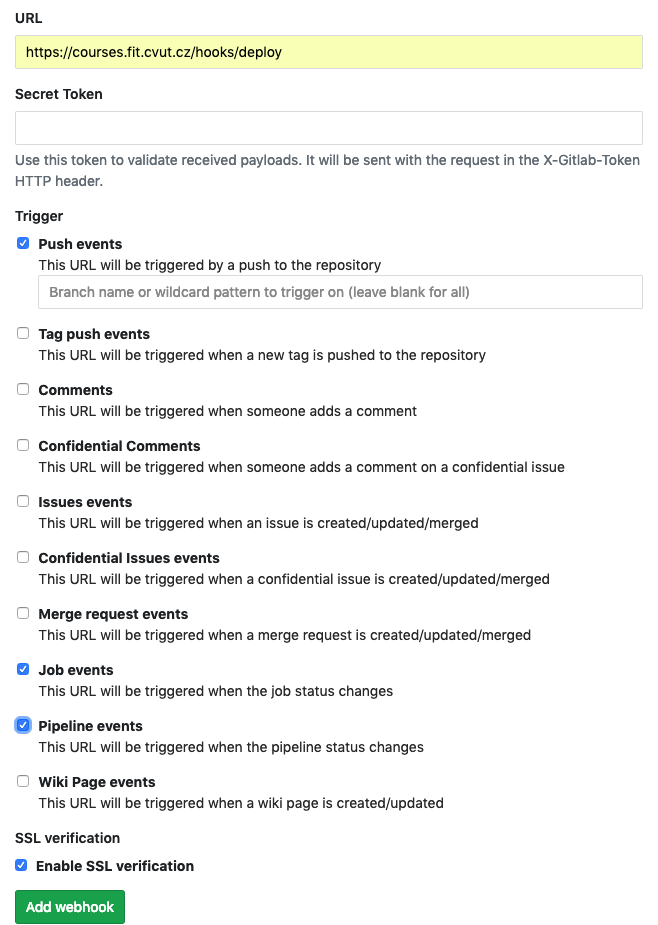 URL
https://courses.fit.cvut.cz/hooks/deploy
Secret Token
Use this token to validate received payloads. It will be sent with the request in the X-Gitlab-Token
HTTP header.
Trigger
Push events
This URL will be triggered by a push to the repository
Branch name or wildcard pattern to trigger on (leave blank for all)
Tag push events
This URL will be triggered when a new tag is pushed to the repository
Comments
This URL will be triggered when someone adds a comment
Confidential Comments
This URL will be triggered when someone adds a comment on a confidential issue
Issues events
This URL will be triggered when an issue is created/updated/merged
Confidential Issues events
This URL will be triggered when a confidential issue is created/updated/merged
Merge request events
This URL will be triggered when a merge request is created/updated/merged
Job events
This URL will be triggered when the job status changes
Pipeline events
This URL will be triggered when the pipeline status changes
Wiki Page events
This URL will be triggered when a wiki page is created/updated
SSL verification
Enable SSL verification
Add webhook